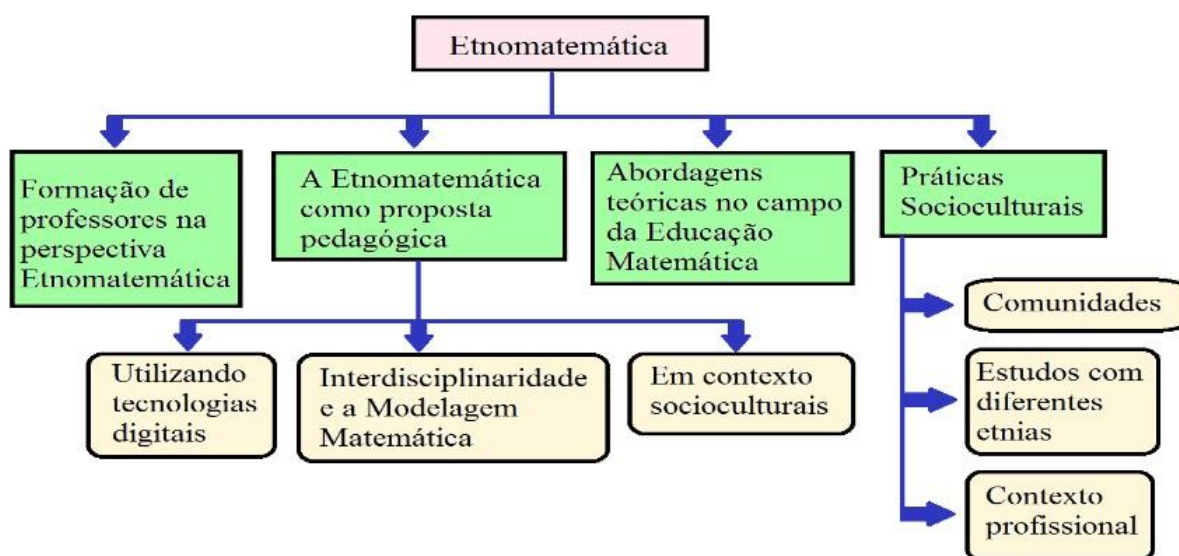 Etnomatemática
Formação de
professores na
perspectiva
Etnomatemática
A Etnomatemática
como proposta
pedagógica
Abordagens
teóricas no campo
da Educação
Matemática
Práticas
Socioculturais
Utilizando
tecnologias
digitais
Interdisciplinaridade
e a Modelagem
Matemática
Em contexto
socioculturais
Comunidades
Estudos com
diferentes
etnias
Contexto
profissional